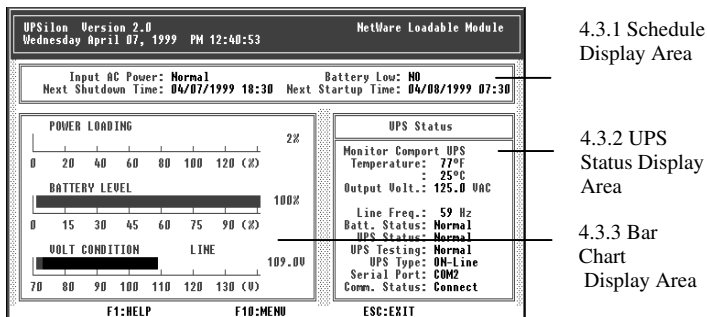 UPSilon Version 2.0 NetWare Loadable Module
Wednesday April 07, 1999 PM 12:40:53
Input AC Power: Normal Battery Low: NO
Next Shutdown Time: 04/07/1999 18:30 Next Startup Time: 04/08/1999 07:30
4.3.1 Schedule
Display Area
POWER LOADING
2%
0 20 40 60 80 100 120 (%)
BATTERY LEVEL
100%
0 15 30 45 60 75 90 (%)
VOLT CONDITION LINE
109.0V
70 80 90 100 110 120 130 (V)
UPS Status
Monitor Comport UPS
Temperature: 77°F
: 25°C
Output Volt.: 125.0 VAC
Line Freq.: 59 Hz
Batt. Status: Normal
UPS Status: Normal
UPS Testing: Normal
UPS Type: ON-Line
Serial Port: COM2
Comm. Status: Connect
4.3.2 UPS
Status Display
Area
4.3.3 Bar
Chart
Display Area
F1:HELP F10:MENU ESC:EXIT